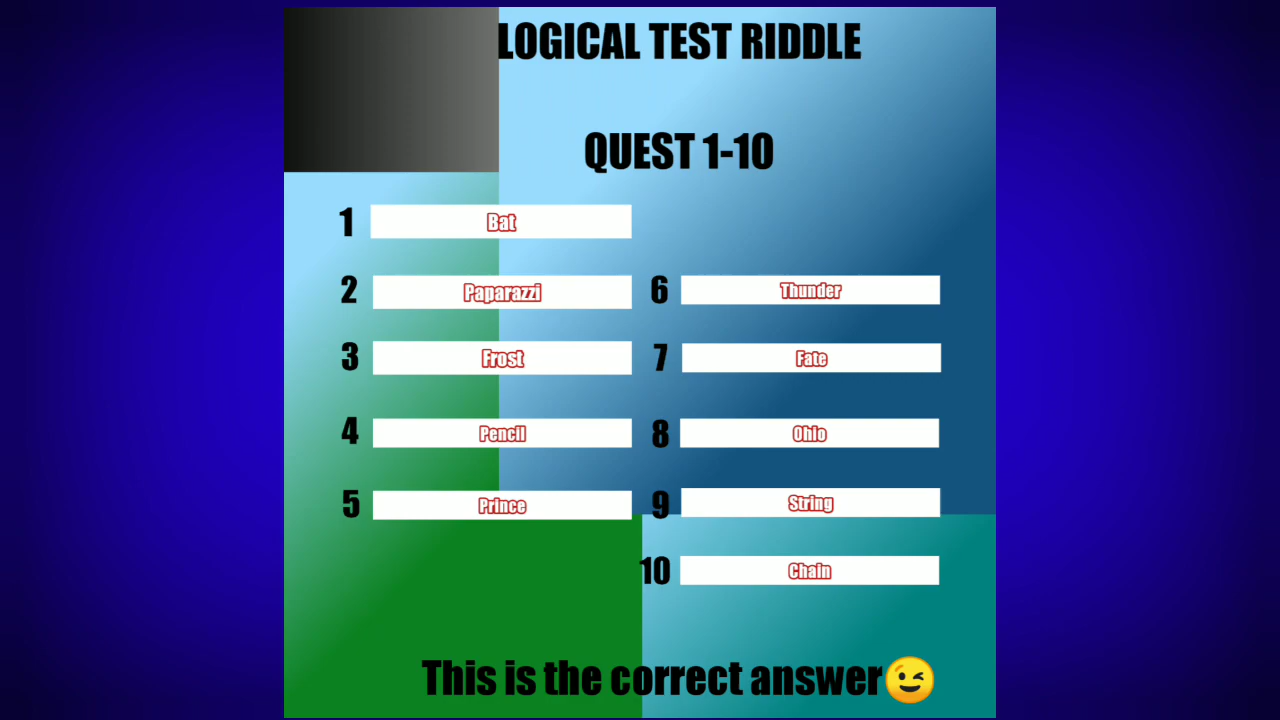 LOGICAL TEST RIDDLE
QUEST 1-10
1 Bat
2 Paparazzi
3 Frost
4 Pencil
5 Prince
6 Thunder
7 Fate
8 Ohio
9 String
10 Chain
This is the correct answer😉